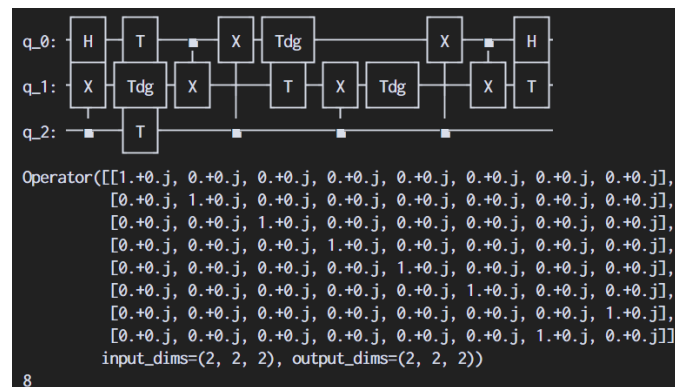 q_0: H T X Tdg X H
q_1: X Tdg X T X Tdg X T
q_2: T
Operator([[1.+0.j, 0.+0.j, 0.+0.j, 0.+0.j, 0.+0.j, 0.+0.j, 0.+0.j, 0.+0.j],
[0.+0.j, 1.+0.j, 0.+0.j, 0.+0.j, 0.+0.j, 0.+0.j, 0.+0.j, 0.+0.j],
[0.+0.j, 0.+0.j, 1.+0.j, 0.+0.j, 0.+0.j, 0.+0.j, 0.+0.j, 0.+0.j],
[0.+0.j, 0.+0.j, 0.+0.j, 1.+0.j, 0.+0.j, 0.+0.j, 0.+0.j, 0.+0.j],
[0.+0.j, 0.+0.j, 0.+0.j, 0.+0.j, 1.+0.j, 0.+0.j, 0.+0.j, 0.+0.j],
[0.+0.j, 0.+0.j, 0.+0.j, 0.+0.j, 0.+0.j, 1.+0.j, 0.+0.j, 0.+0.j],
[0.+0.j, 0.+0.j, 0.+0.j, 0.+0.j, 0.+0.j, 0.+0.j, 0.+0.j, 1.+0.j],
[0.+0.j, 0.+0.j, 0.+0.j, 0.+0.j, 0.+0.j, 0.+0.j, 1.+0.j, 0.+0.j]]
input_dims=(2, 2, 2), output_dims=(2, 2, 2))
8